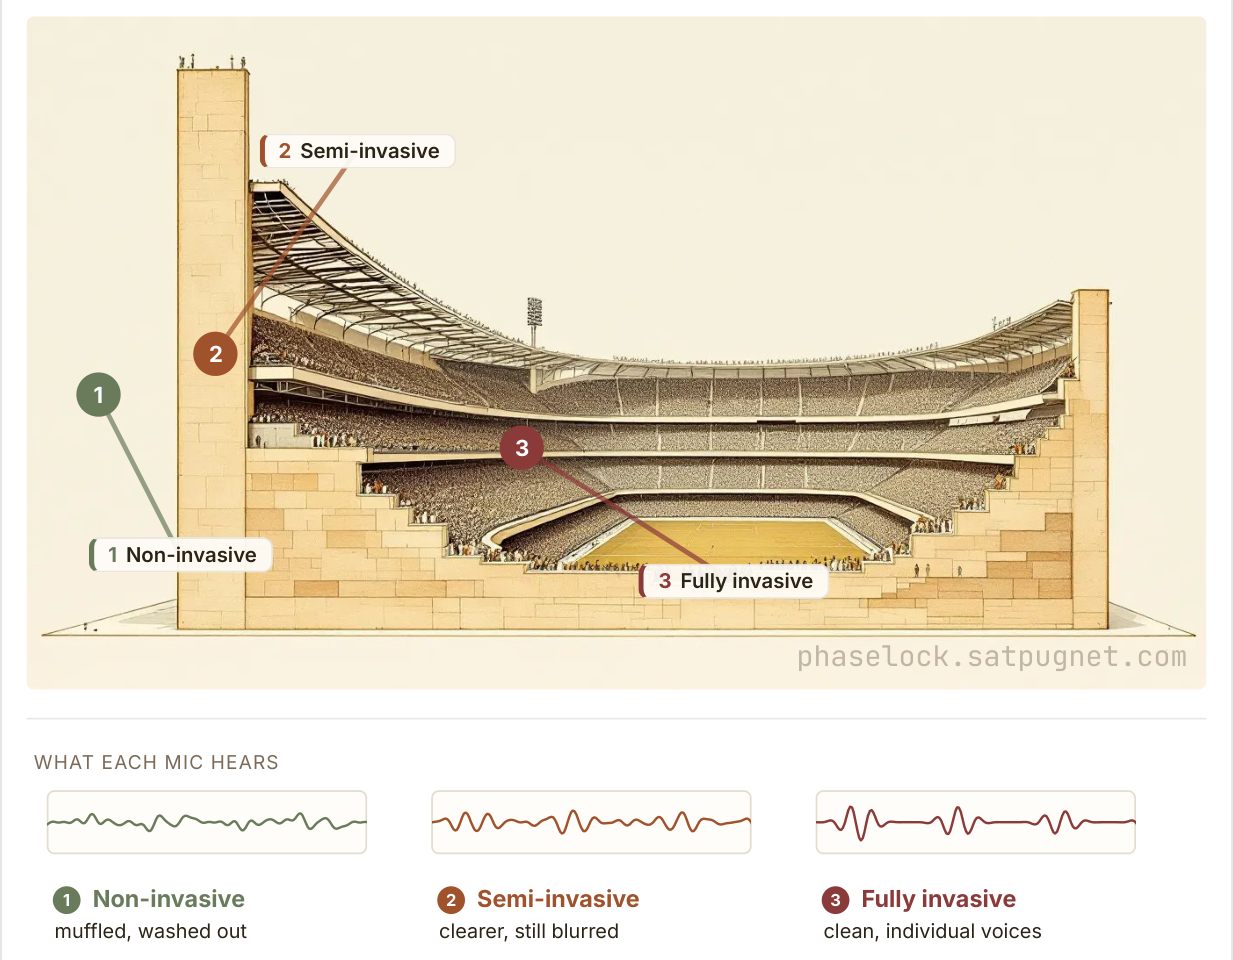 2 Semi-invasive
2
1
3
1 Non-invasive
3 Fully invasive
phaselock.satpugnet.com
WHAT EACH MIC HEARS
1 Non-invasive
muffled, washed out
2 Semi-invasive
clearer, still blurred
3 Fully invasive
clean, individual voices